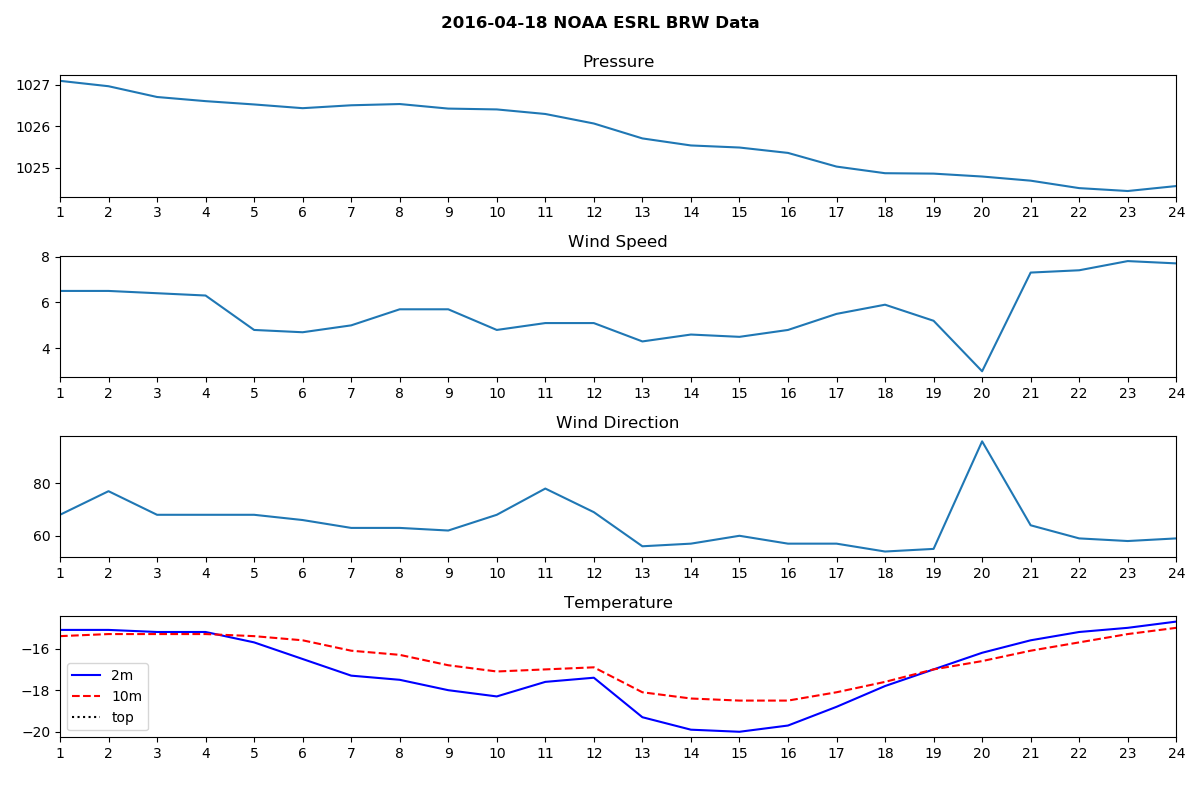 2016-04-18 NOAA ESRL BRW Data
Pressure
1027
1026
1025
1 2 3 4 5 6 7 8 9 10 11 12 13 14 15 16 17 18 19 20 21 22 23 24
Wind Speed
8
6
4
1 2 3 4 5 6 7 8 9 10 11 12 13 14 15 16 17 18 19 20 21 22 23 24
Wind Direction
80
60
1 2 3 4 5 6 7 8 9 10 11 12 13 14 15 16 17 18 19 20 21 22 23 24
Temperature
−16
−18
−20
2m
10m
top
1 2 3 4 5 6 7 8 9 10 11 12 13 14 15 16 17 18 19 20 21 22 23 24